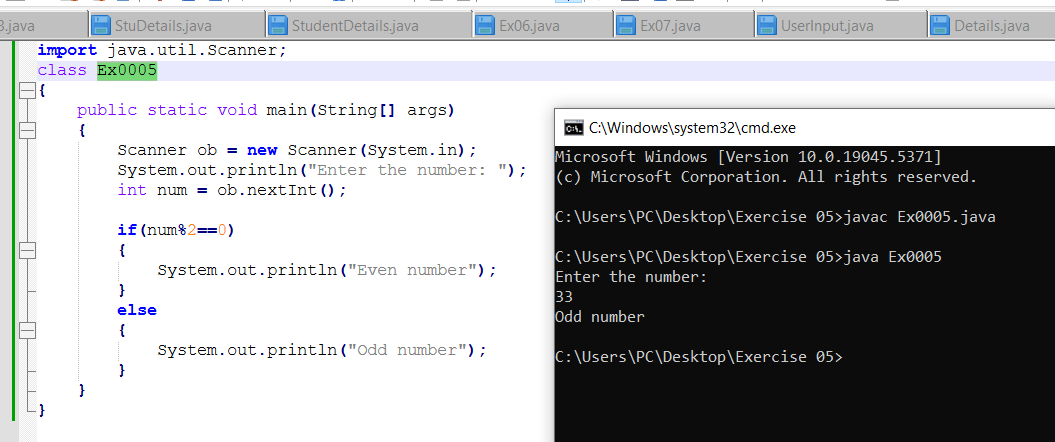 3.java StuDetails.java StudentDetails.java Ex06.java Ex07.java UserInput.java Details.java
import java.util.Scanner;
class Ex0005
{
public static void main(String[] args)
{
Scanner ob = new Scanner(System.in);
System.out.println("Enter the number: ");
int num = ob.nextInt();
if(num%2==0)
{
System.out.println("Even number");
}
else
{
System.out.println("Odd number");
}
}
}
C:\Windows\system32\cmd.exe
Microsoft Windows [Version 10.0.19045.5371]
(c) Microsoft Corporation. All rights reserved.
C:\Users\PC\Desktop\Exercise 05>javac Ex0005.java
C:\Users\PC\Desktop\Exercise 05>java Ex0005
Enter the number:
33
Odd number
C:\Users\PC\Desktop\Exercise 05>